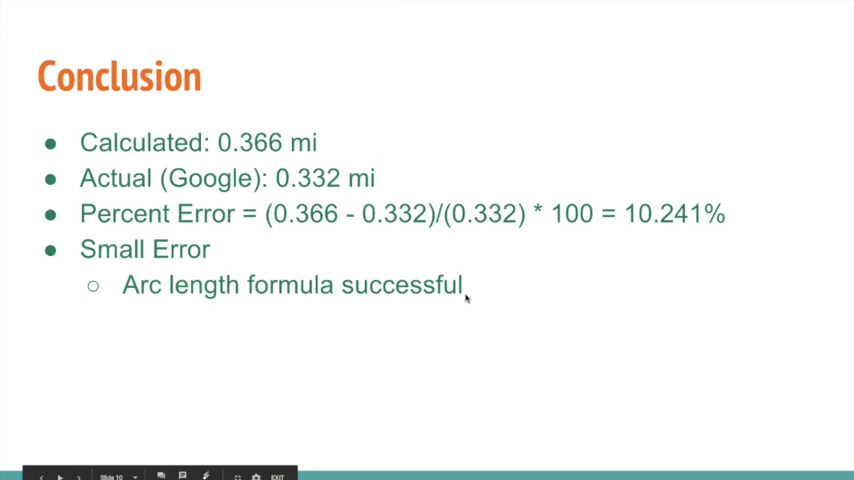 Conclusion
● Calculated: 0.366 mi
● Actual (Google): 0.332 mi
● Percent Error = (0.366 - 0.332)/(0.332) * 100 = 10.241%
● Small Error
○ Arc length formula successful
Slide 10
EXIT